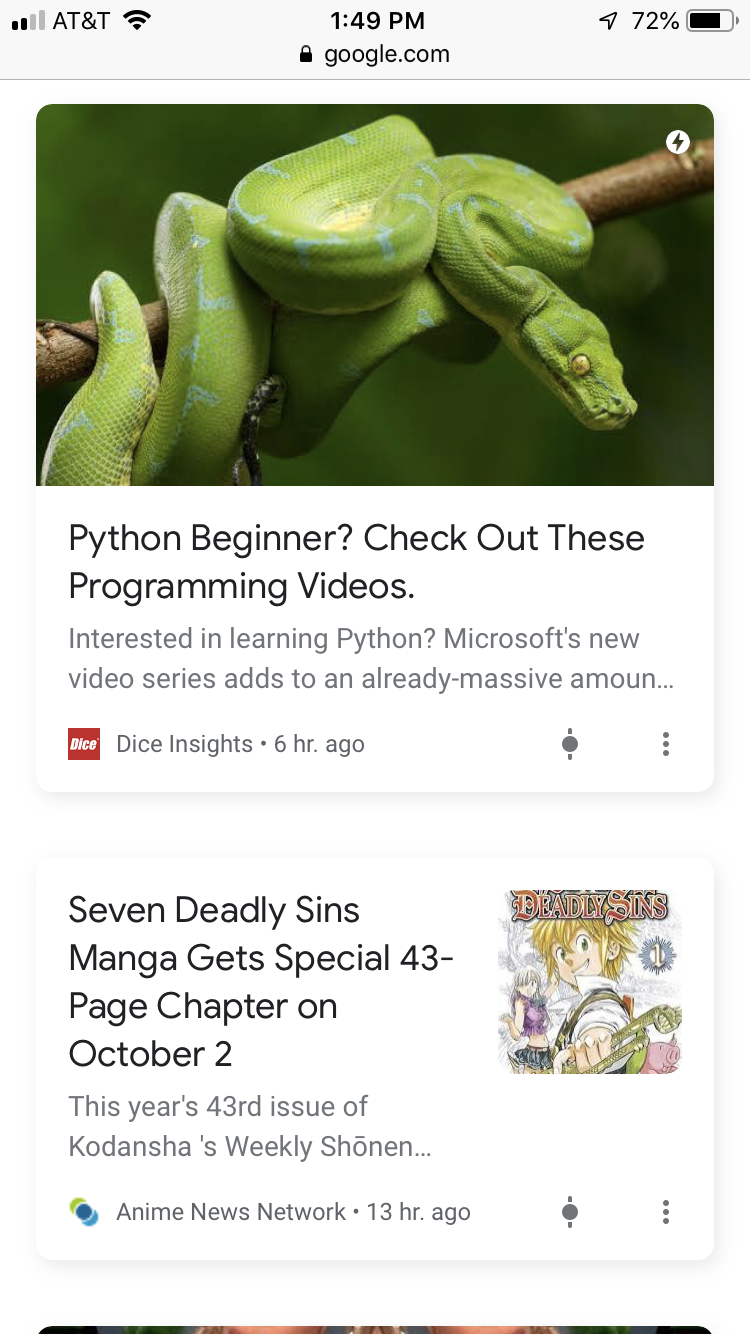 AT&T 1:49 PM 72%
google.com
Python Beginner? Check Out These
Programming Videos.
Interested in learning Python? Microsoft's new
video series adds to an already-massive amoun...
Dice Dice Insights • 6 hr. ago
Seven Deadly Sins
Manga Gets Special 43-
Page Chapter on
October 2
DEADLY SINS
1
This year's 43rd issue of
Kodansha 's Weekly Shōnen...
Anime News Network • 13 hr. ago